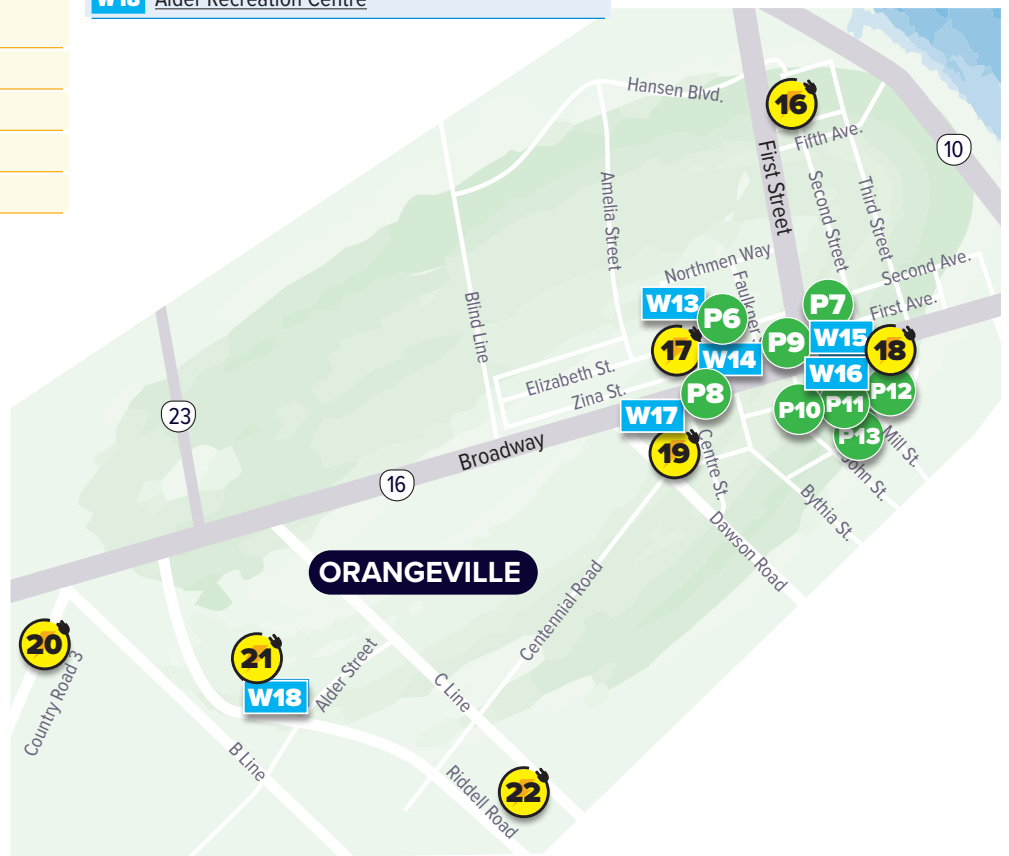 W18 Alder Recreation Centre
Hansen Blvd.
16
Fifth Ave.
10
First Street
Second Street
Third Street
Amelia Street
Northmen Way
Second Ave.
Faulkner S
First Ave.
W13
P6
P7
Blind Line
17
W14
P9
W15
18
W16
Elizabeth St.
Zina St.
P8
P10
P11
P12
W17
P13
Mill St.
23
Broadway
19
Centre St.
John St.
16
Bythia St.
Dawson Road
ORANGEVILLE
Centennial Road
20
21
Country Road 3
W18
Alder Street
C Line
B Line
Riddell Road
22